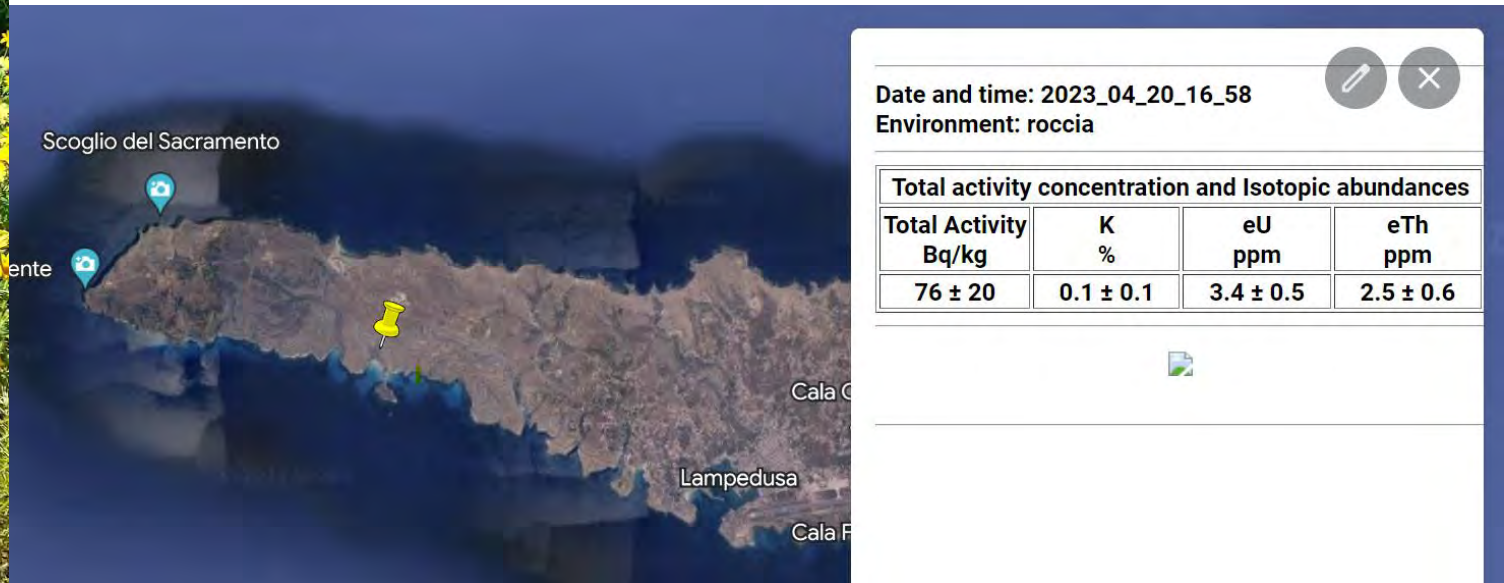 Scoglio del Sacramento
ente
Cala
Lampedusa
Cala F
Date and time: 2023_04_20_16_58
Environment: roccia
Total activity concentration and Isotopic abundances
Total Activity Bq/kg K % eU ppm eTh ppm
76 ± 20 0.1 ± 0.1 3.4 ± 0.5 2.5 ± 0.6